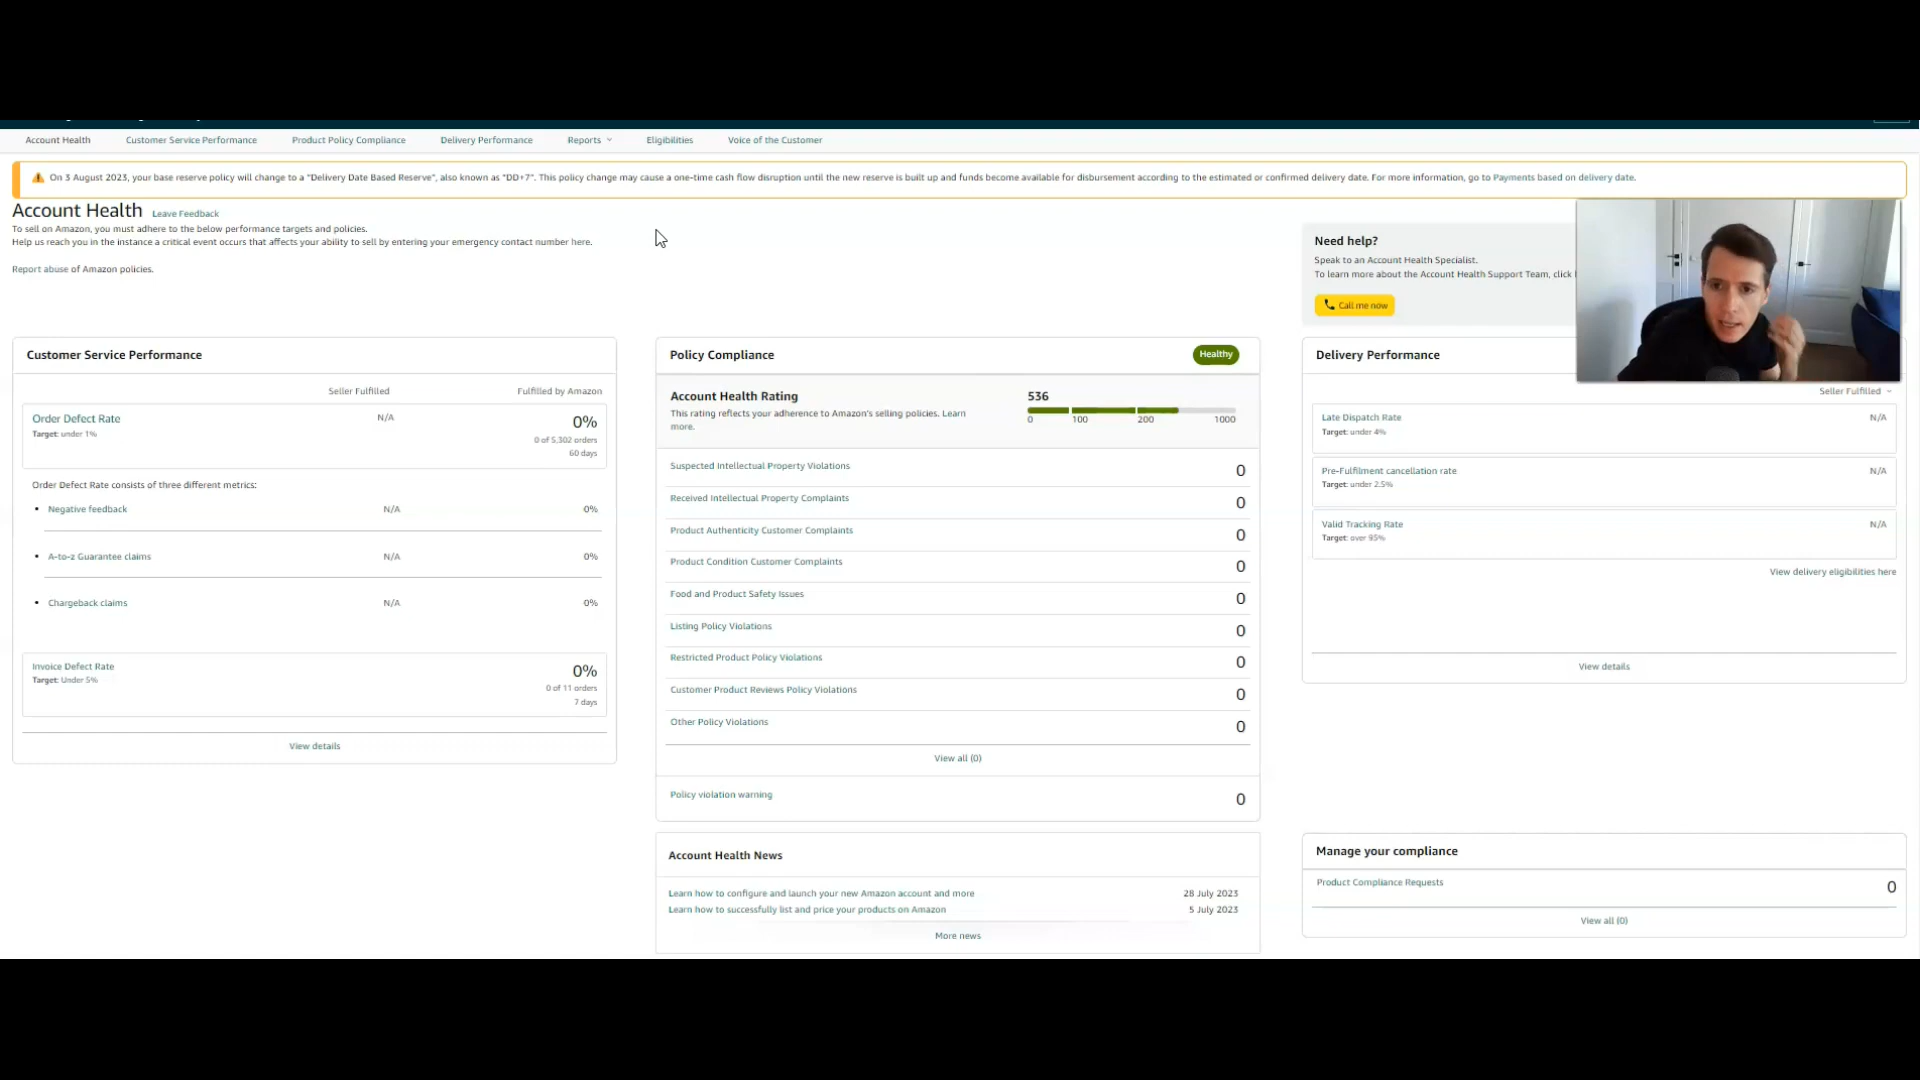 Account Health
Customer Service Performance
Product Policy Compliance
Delivery Performance
Reports
Eligibilities
Voice of the Customer
On 3 August 2023, your base reserve policy will change to a "Delivery Date Based Reserve", also known as "DD+7". This policy change may cause a one-time cash flow disruption until the new reserve is built up and funds become available for disbursement according to the estimated or confirmed delivery date. For more information, go to Payments based on delivery date.
Account Health Leave Feedback
To sell on Amazon, you must adhere to the below performance targets and policies.
Help us reach you in the instance a critical event occurs that affects your ability to sell by entering your emergency contact number here.
Report abuse of Amazon policies.
Need help?
Speak to an Account Health Specialist.
To learn more about the Account Health Support Team, click
Call me now
Customer Service Performance
Seller Fulfilled Fulfilled by Amazon
Order Defect Rate N/A 0%
Target: under 1%
0 of 5,302 orders
60 days
Order Defect Rate consists of three different metrics:
• Negative feedback N/A 0%
• A-to-z Guarantee claims N/A 0%
• Chargeback claims N/A 0%
Invoice Defect Rate 0%
Target: Under 5%
0 of 11 orders
7 days
View details
Policy Compliance Healthy
Account Health Rating 536
This rating reflects your adherence to Amazon's selling policies. Learn
more.
0 100 200 1000
Suspected Intellectual Property Violations 0
Received Intellectual Property Complaints 0
Product Authenticity Customer Complaints 0
Product Condition Customer Complaints 0
Food and Product Safety Issues 0
Listing Policy Violations 0
Restricted Product Policy Violations 0
Customer Product Reviews Policy Violations 0
Other Policy Violations 0
View all (0)
Policy violation warning 0
Account Health News
Learn how to configure and launch your new Amazon account and more 28 July 2023
Learn how to successfully list and price your products on Amazon 5 July 2023
More news
Delivery Performance
Seller Fulfilled
Late Dispatch Rate N/A
Target: under 4%
Pre-Fulfilment cancellation rate N/A
Target: under 2.5%
Valid Tracking Rate N/A
Target: over 95%
View delivery eligibilities here
View details
Manage your compliance
Product Compliance Requests 0
View all (0)